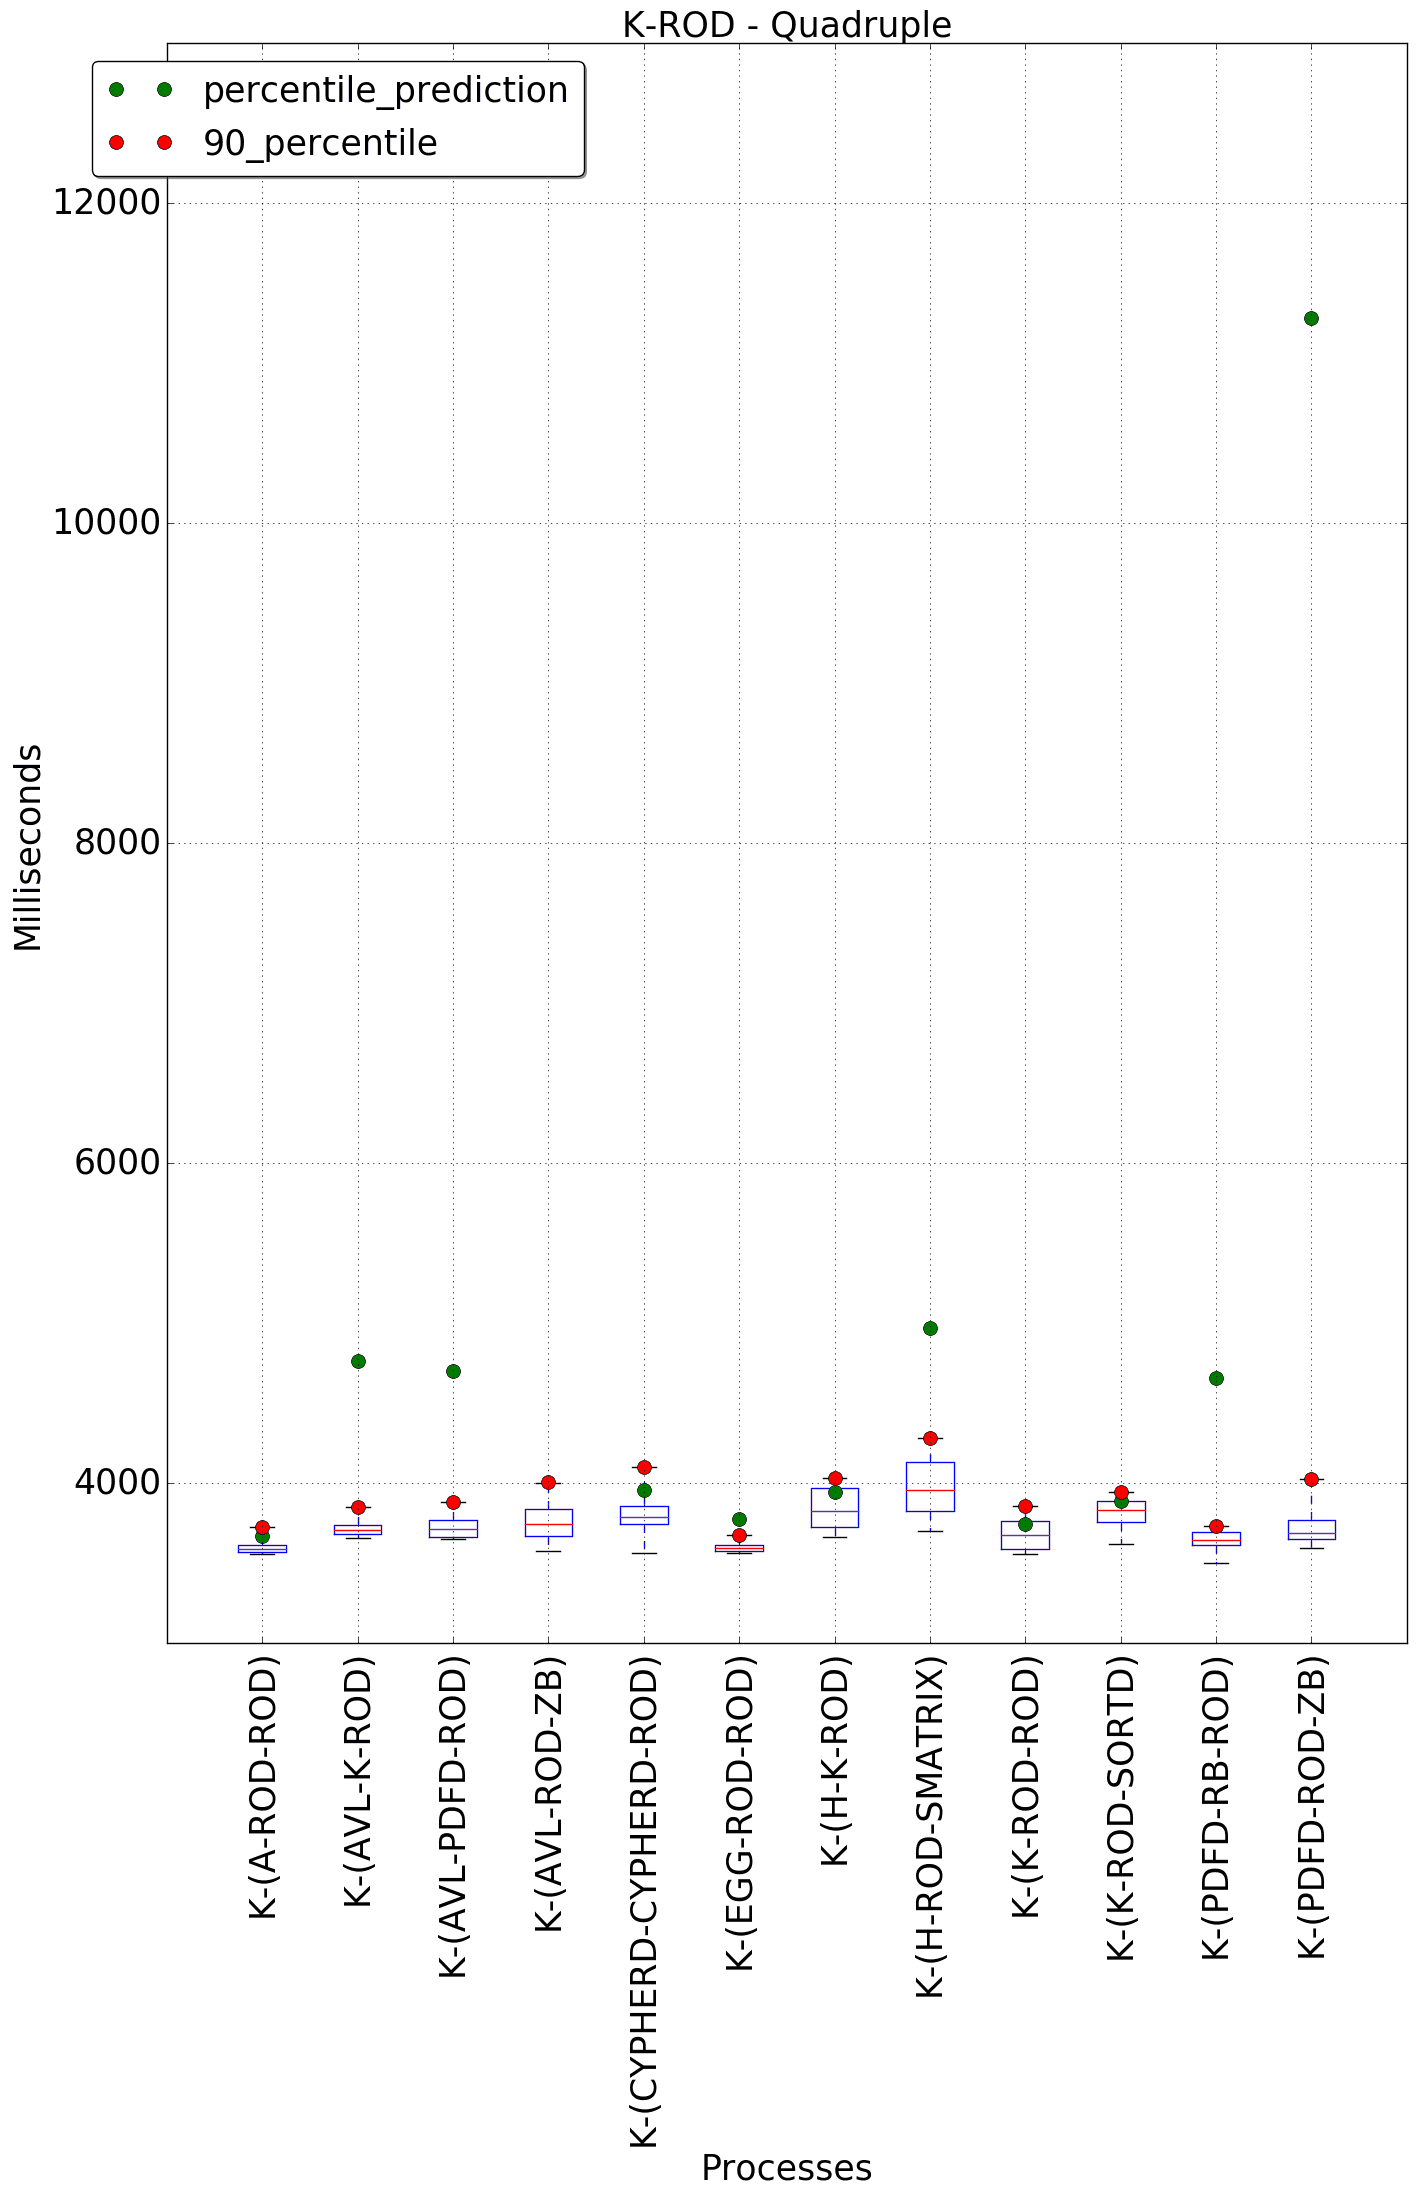 K-ROD - Quadruple
percentile_prediction
90_percentile
12000
10000
8000
6000
4000
Milliseconds
K-(A-ROD-ROD)
K-(AVL-K-ROD)
K-(AVL-PDFD-ROD)
K-(AVL-ROD-ZB)
K-(CYPHERD-CYPHERD-ROD)
K-(EGG-ROD-ROD)
K-(H-K-ROD)
K-(H-ROD-SMATRIX)
K-(K-ROD-ROD)
K-(K-ROD-SORTD)
K-(PDFD-RB-ROD)
K-(PDFD-ROD-ZB)
Processes